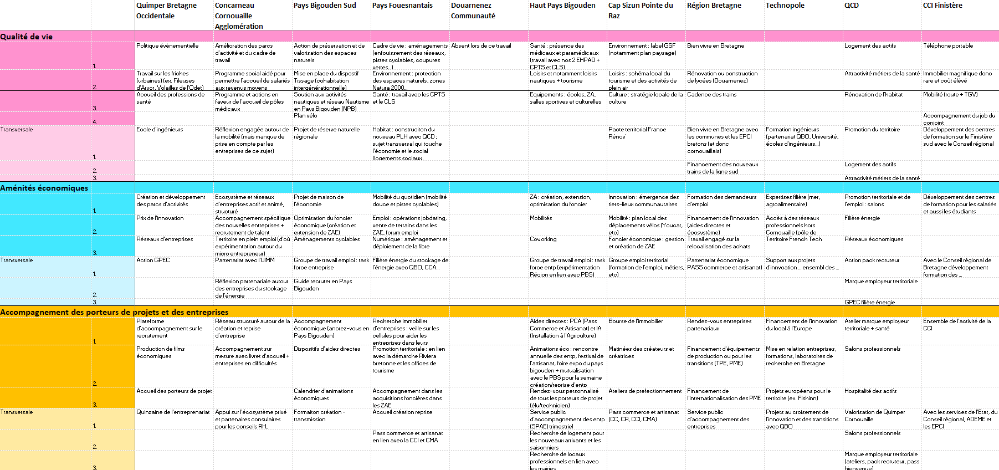 Quimper Bretagne Occidentale
Concarneau Cornouaille Agglomération
Pays Bigouden Sud
Pays Fouesnantais
Douarnenez Communauté
Haut Pays Bigouden
Cap Sizun Pointe du Raz
Région Bretagne
Technopole
QCD
CCI Finistère
Qualité de vie
1.
Politique évènementielle
Amélioration des parcs d'activité et du cadre de travail
Action de préservation et de valorisation des espaces naturels
Cadre de vie : aménagements (enfouissement des réseaux, pistes cyclables, coupures vertes...)
Absent lors de ce travail
Santé : présence des médicaux et paramédicaux (travail avec nos 2 EHPAD + CPTS et CLS)
Environnement : label GSF (notamment plan paysage)
Bien vivre en Bretagne
Logement des actifs
Téléphone portable
2.
Travail sur les friches (urbaines) (ex. Fileuses d'Arvor, Volailles de l'Odet)
Programme social aidé pour permettre l'accueil de salariés aux revenus moyens
Mise en place du dispostif Tissage (cohabitation intergénérationnelle)
Environnement : protection des espaces naturels, zones Natura 2000...
Loisirs et notamment loisirs nautiques + tourisme
Loisirs : schéma local du tourisme et des activités de plein air
Rénovation ou construction de lycées (Douarnenez)
Attractivité métiers de la santé
Immobilier magnifique donc rare et coût élévé
3.
Accueil des professions de santé
Programme et actions en faveur de l'accueil de pôles médicaux
Soutien aux activités nautiques et réseau Nautisme en Pays Bigouden (NPB)
Santé : travail avec les CPTS et le CLS
Equipements : écoles, ZA, salles sportives et culturelles
Culture : stratégie locale de la culture
Cadence des trains
Rénovation de l'habitat
Mobilité (route + TGV)
4.
Plan vélo
Accompagnement du job du conjoint
Transversale
1.
Ecole d'ingénieurs
Réflexion engagée autour de la mobilité (mais manque de prise en compte par les entreprises de ce sujet)
Projet de réserve naturelle régionale
Habitat : construciton du nouveau PLH avec QCD ; sujet transversal qui touche l'économie et le social (logements sociaux,
Pacte territorial France Rénov'
Bien vivre en Bretagne avec les communes et les EPCI bretons (et donc cornouaillais)
Formation ingénieurs (partenariat QBO, Université, écoles d'ingénieurs...)
Promotion du territoire
Développement des centres de formation sur le Finistère sud avec le Conseil régional
2.
Financement des nouveaux trains de la ligne sud
Logement des actifs
3.
Attractivité métiers de la santé
Aménités économiques
1.
Création et développement des parcs d'activités
Ecosystème et réseaux d'entreprises actif et animé, structuré
Projet de maison de l'économie
Mobilité du quotidien (mobilité douce et pistes cyclables)
ZA : création, extension, optimisation du foncier
Innovation : émergence des tiers-lieux communautaires
Formation des demandeurs d'emploi
Expertises filière (mer, agroalimentaire)
Promotion territoriale et de l'emploi : salons
Développement des centres de formation pour les salariés et aussi les étudiants
2.
Prix de l'innovation
Accompagnement spécifique des nouvelles entreprises + recrutement de talent
Optimisation du foncier économique (création et extension de ZAE)
Emploi : opérations jobdating, vente de terrains dans les ZAE, forum emploi
Mobilités
Mobilité : plan local des déplacements vélos (Youcar, etc)
Financement de l'innovation (aides directes et écosystème)
Accès à des réseaux professionnels hors Cornouaille (pôle de
Filière énergie
3.
Réseaux d'entreprises
Territoire en plein emploi (d'où expérimentation autour du micro entrepreneur)
Aménagements cyclables
Numérique : aménagement et déploiement de la fibre
Coworking
Foncier économique : gestion et création de ZAE
Travail engagé sur la relocalisation des achats
Territoire French Tech
Réseaux économiques
Transversale
1.
Action GPEC
Partenariat avec l'UIMM
Groupe de travail emploi : task force entreprise
Filière énergie du stockage de l'énergie avec QBO, CCA...
Groupe de travail emploi : task force entp (expérimentation Région en lien avec PBS)
Groupe emploi territorial (formation de l'emploi, métiers, etc)
Partenariat économique PASS commerce et artisanat)
Support aux projets d'innvoation ... ensembl des ...
Action pack recruteur
Avec le Conseil régional de Bretagne développement formation des ...
2.
Réflexion partenariale autour des entreprises du stockage de l'énergie
Guide recruter en Pays Bigouden
Marque employeur territoriale
3.
GPEC filière énergie
Accompagnement des porteurs de projets et des entreprises
1.
Plateforme d'accompagnement sur le recrutement
Réseau structuré autour de la création et reprise d'entreprise
Accompagnement économique (ancrez-vous en Pays Bigouden)
Recherche immobilier d'entreprises : veille sur les cellules pour aider les entreprises dans leurs
Aides directes : PCA (Pass Commerce et Artisanat) et IA (Installation à l'Agriculture)
Bourse de l'immobilier
Rendez-vous entreprises partenariaux
Financement de l'innovation du local à l'Europe
Atelier marque employeur territoriale + santé
Ensemble de l'activité de la CCI
2.
Production de films économiques
Accompagnement sur mesure avec livret d'accueil + entreprises en difficultés
Dispositifs d'aides directes
Promotion territoriale : en lien avec la démarche Riviera bretonne et les offices de tourisme
Animations éco : rencontre annuelle des entp, festival de l'artisanat, foire expo du pays bigouden + mutualisation avec le PBS pour la semaine création/reprise d'entp
Matinées des créateurs et créatrices
Financement d'équipements de production ou pour les transitions (TPE, PME)
Mise en relation entreprises, formations, laboratoires de recherche en Bretagne
Salons professionnels
3.
Accueil des porteurs de projet
Calendrier d'animations économiques
Accompagnement dans les acquisitions foncières dans les ZAE
Rendez-vous personnalisé de tous les porteurs de projet (élu/technicien)
Ateliers de prefectionnement
Financement de l'internationalisation des PME
Projets européens pour le territoire (ex. Fishinn)
Hospitalité des actifs
Transversale
1.
Quinzaine de l'entreprenariat
Appui sur l'écosystème privé et partenaires consulaires pour les conseils RH,
Formaiton création - transmission
Accueil création reprise
Service public d'accompagnement des entp (SPAE) trimestriel
Pass commerce et artisanat (CC, CR, CCI, CMA)
Service public d'accompagnement des entreprises
Projets au croisement de l'innovation et des transitions avec QBO
Valorisation de Quimper Cornouaille
Avec les services de l'Etat, du Conseil régional, ADEME et les EPCI
2.
Pass commerce et artisanat en lien avec la CCI et CMA
Recherche de logement pour les nouveaux arrivants et les saisonniers
Salons professionnels
3.
Recherche de locaux professionnels en lien avec les mairies
Marque employeur territoriale (ateliers, pack recruteur, pass bienvenue)